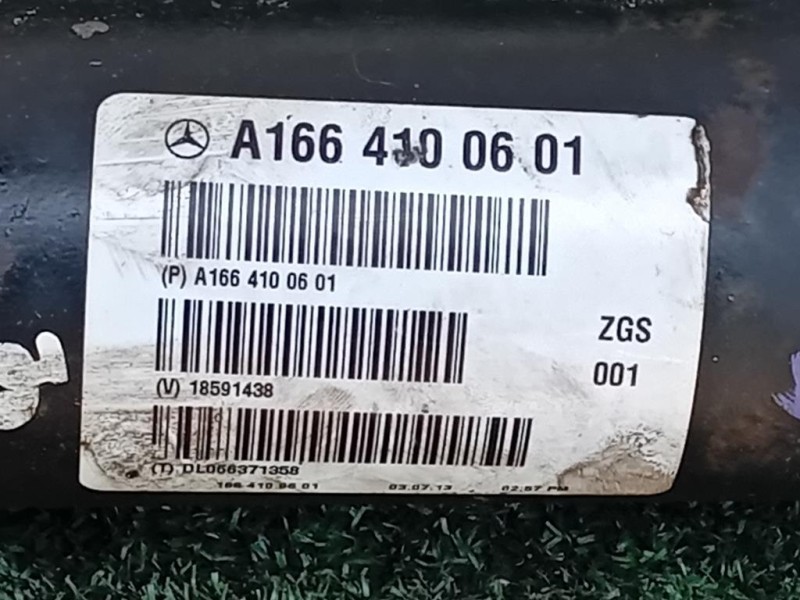 A166 410 06 01
(P) A166 410 06 01
ZGS
001
(V) 18591438
(T) DL066371358
166 410 06 01 03.07.13 02:57 PM